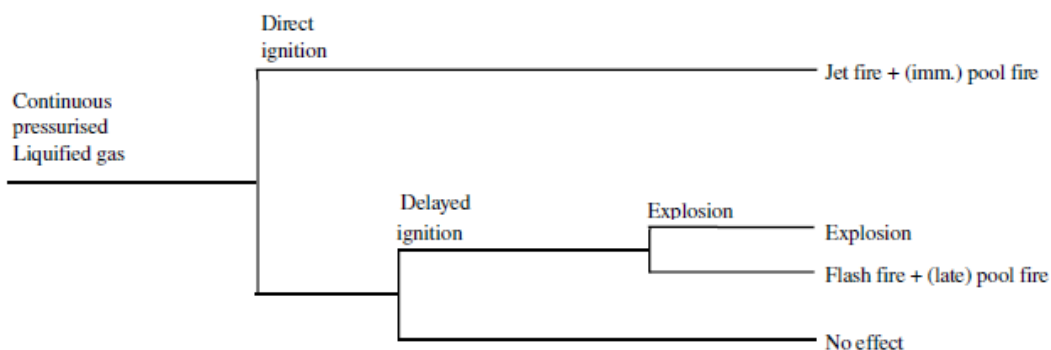 Direct
ignition
Jet fire + (imm.) pool fire
Continuous
pressurised
Liquified gas
Delayed
ignition
Explosion
Explosion
Flash fire + (late) pool fire
No effect